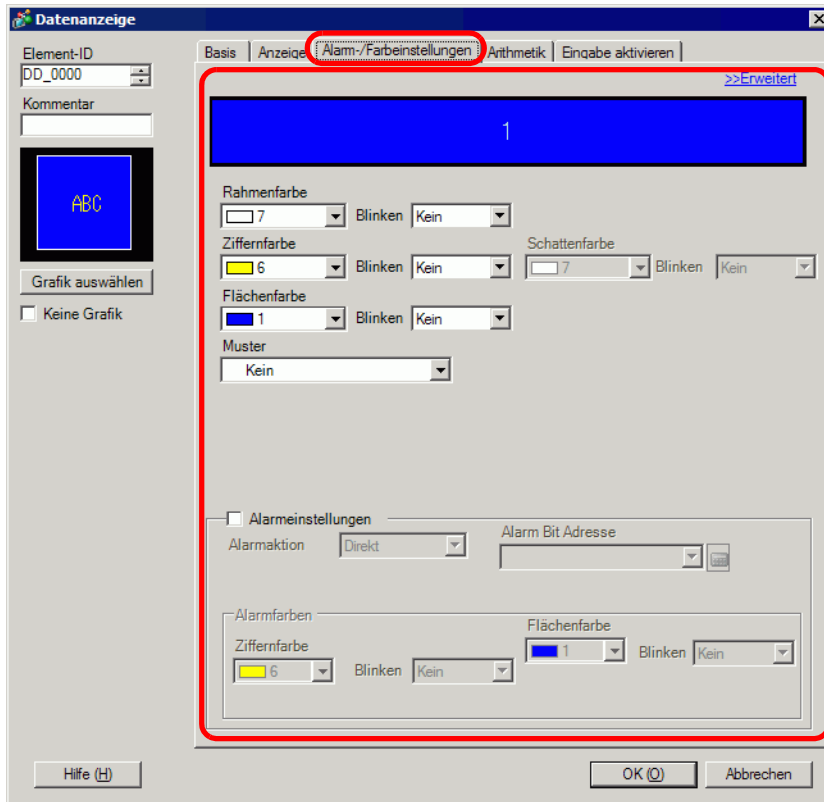 Datenanzeige
Element-ID
DD_0000
Kommentar
ABC
Grafik auswählen
Keine Grafik
Basis Anzeige Alarm-/Farbeinstellungen Arithmetik Eingabe aktivieren
>>Erweitert
1
Rahmenfarbe
7 Blinken Kein
Ziffernfarbe Schattenfarbe
6 Blinken Kein 7 Blinken Kein
Flächenfarbe
1 Blinken Kein
Muster
Kein
Alarmeinstellungen
Alarmaktion Direkt Alarm Bit Adresse
Alarmfarben
Ziffernfarbe Flächenfarbe
6 Blinken Kein 1 Blinken Kein
Hilfe (H) OK (O) Abbrechen